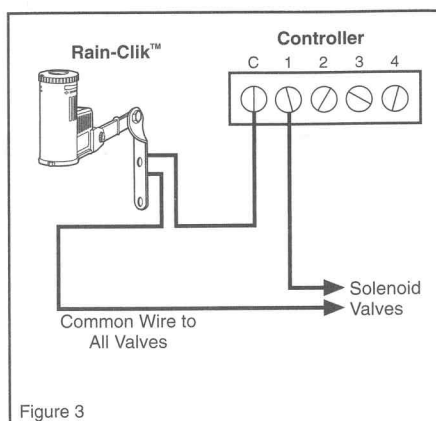 Rain-Clik™
Controller
C 1 2 3 4
Solenoid
Valves
Common Wire to
All Valves
Figure 3